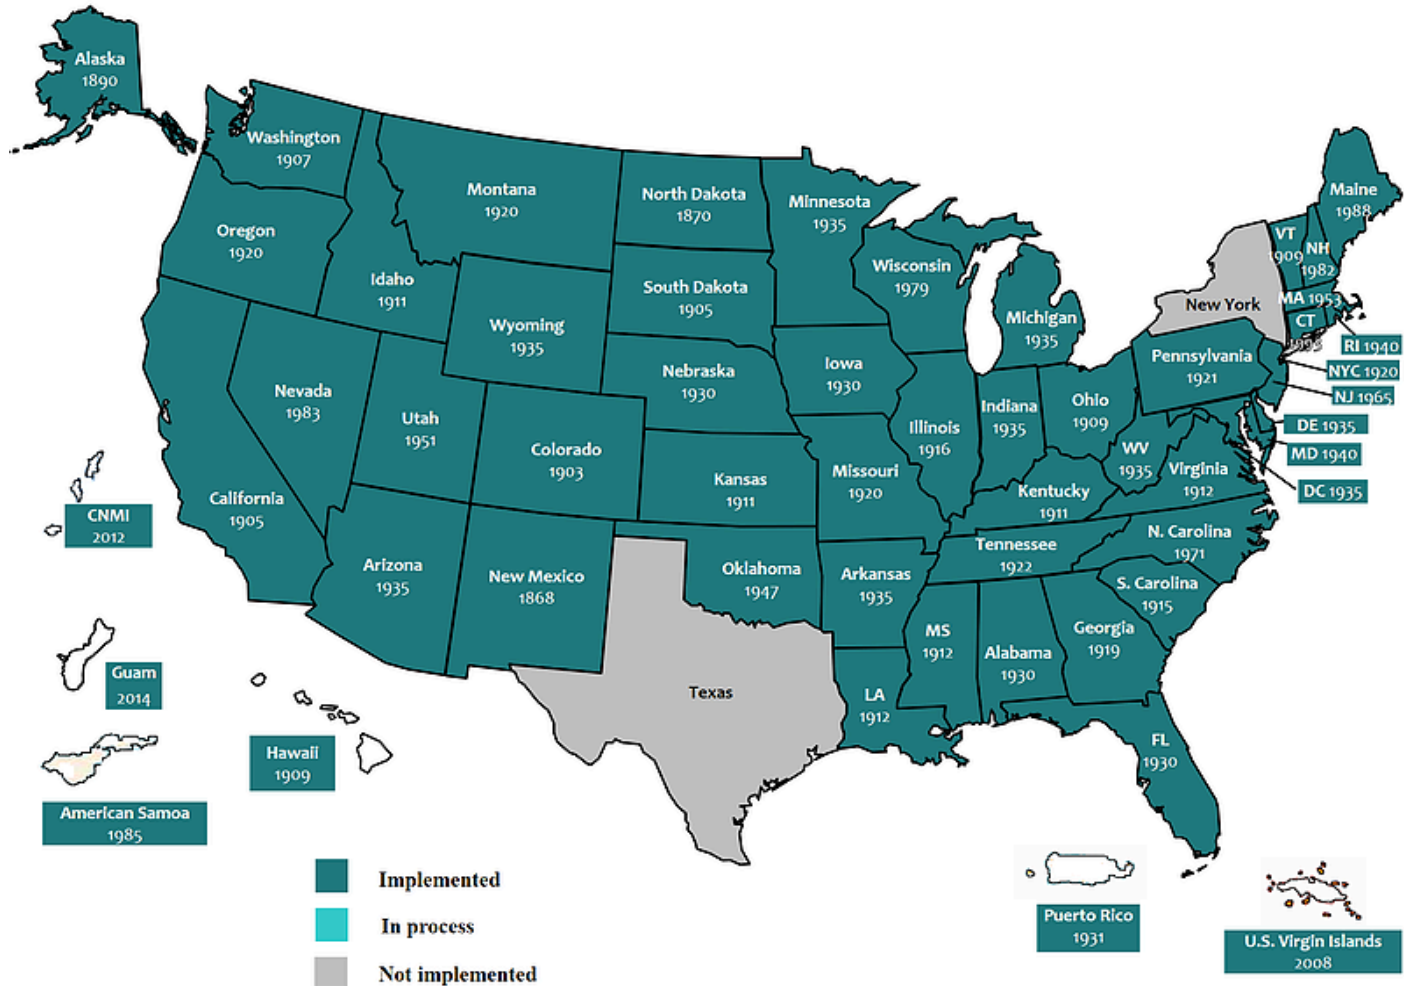 Alaska
1890
Washington
1907
Oregon
1920
Montana
1920
Idaho
1911
Wyoming
1935
North Dakota
1870
South Dakota
1905
Nebraska
1930
Minnesota
1935
Wisconsin
1979
Michigan
1935
Iowa
1930
Nevada
1983
Utah
1951
Colorado
1903
Kansas
1911
Missouri
1920
Illinois
1916
Indiana
1935
Ohio
1909
Pennsylvania
1921
New York
VT
1909
NH
1982
Maine
1988
MA 1953
CT
RI 1940
NYC 1920
NJ 1965
DE 1935
MD 1940
DC 1935
WV
1935
Virginia
1912
Kentucky
1911
Tennessee
1922
N. Carolina
1971
S. Carolina
1915
Georgia
1919
Alabama
1930
MS
1912
LA
1912
FL
1930
Arkansas
1935
Oklahoma
1947
Texas
New Mexico
1868
Arizona
1935
California
1905
CNMI
2012
Guam
2014
American Samoa
1985
Hawaii
1909
Puerto Rico
1931
U.S. Virgin Islands
2008
Implemented
In process
Not implemented